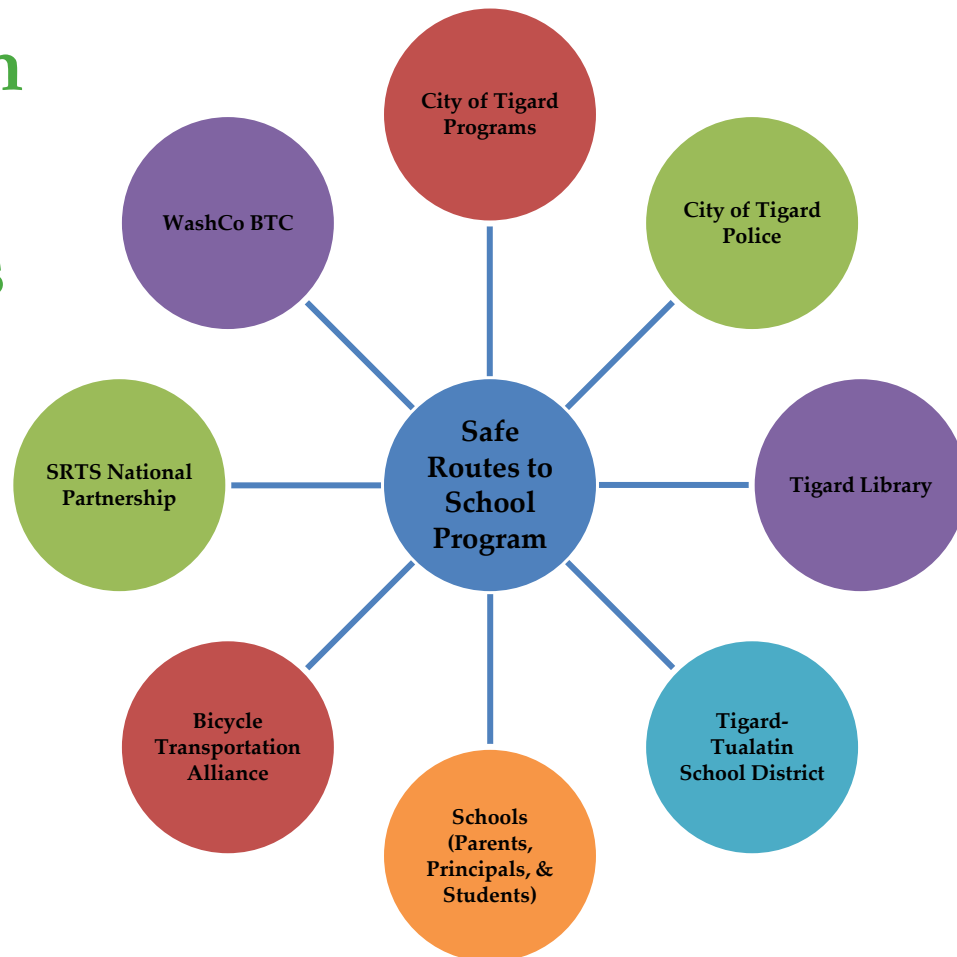 City of Tigard
Programs
City of Tigard
Police
Tigard Library
Tigard-
Tualatin
School District
Schools
(Parents,
Principals, &
Students)
Bicycle
Transportation
Alliance
SRTS National
Partnership
WashCo BTC
Safe
Routes to
School
Program